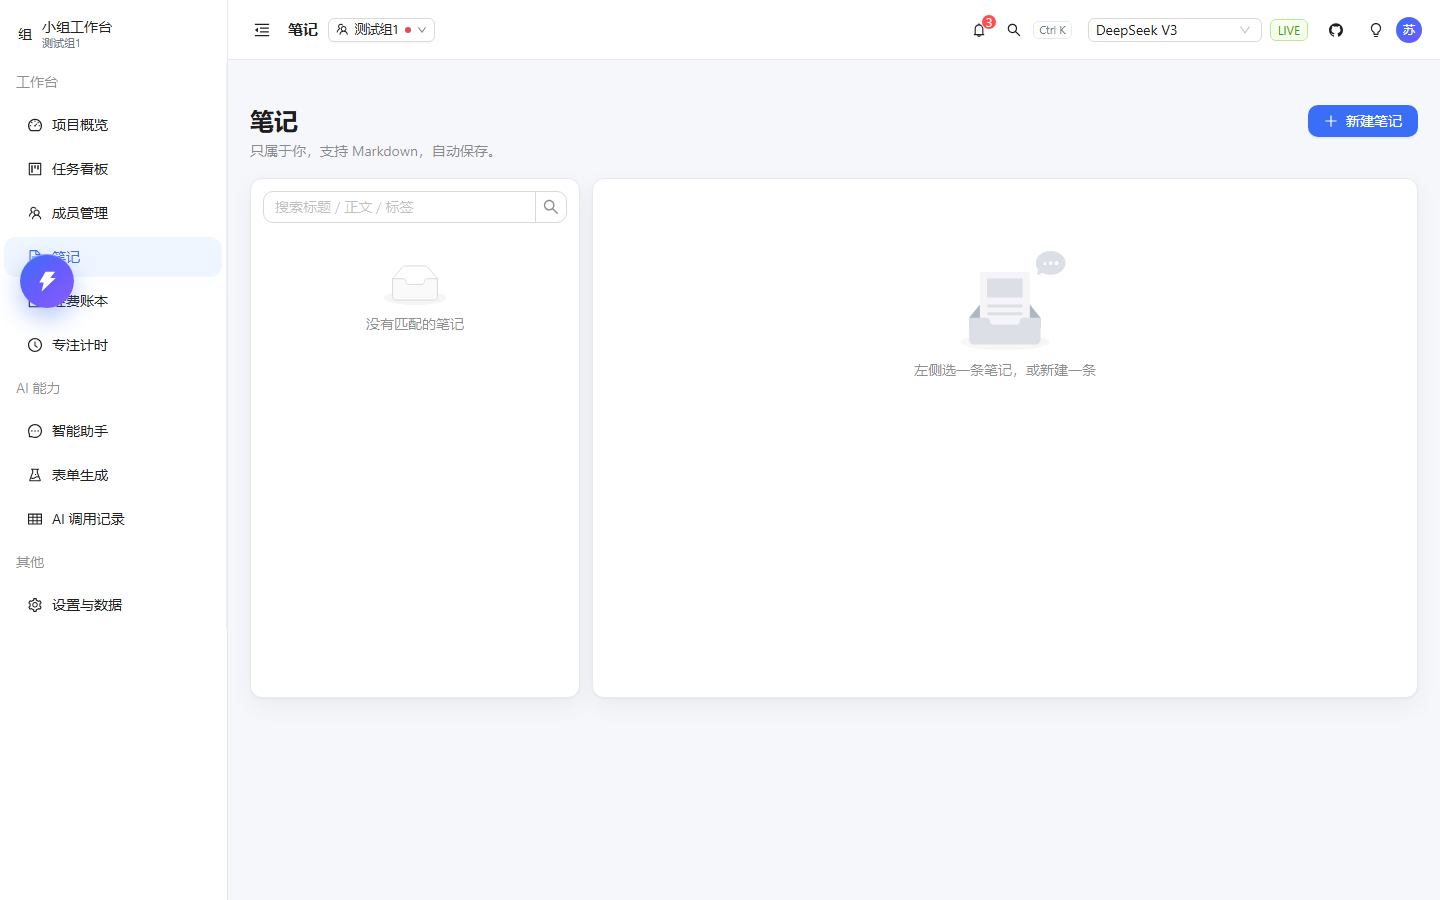 组
小组工作台
测试组1
工作台
项目概览
任务看板
成员管理
笔记
费账本
专注计时
AI 能力
智能助手
表单生成
AI 调用记录
其他
设置与数据
笔记
测试组1
3
Ctrl K
DeepSeek V3
LIVE
苏
笔记
只属于你，支持 Markdown，自动保存。
新建笔记
搜索标题 / 正文 / 标签
没有匹配的笔记
左侧选一条笔记，或新建一条